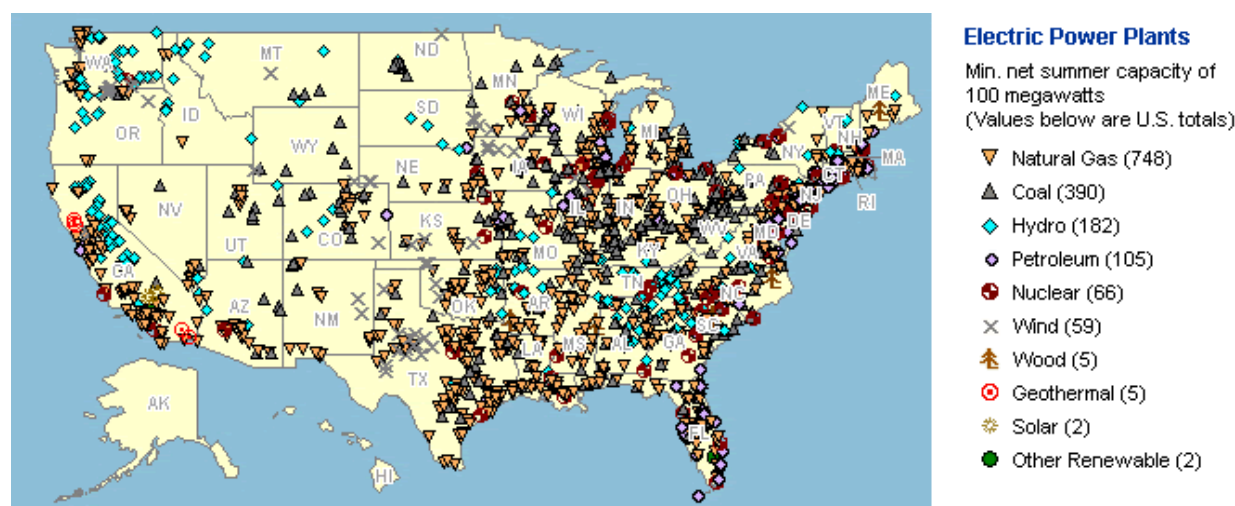 WA
MT
ND
MN
ME
OR
ID
SD
WI
MI
VT
NH
WY
NY
MA
NE
IA
PA
CT
RI
NV
UT
CO
KS
IL
IN
OH
NJ
DE
MD
WV
VA
CA
MO
KY
AZ
NM
OK
AR
TN
NC
SC
TX
LA
MS
AL
GA
AK
HI
FL
Electric Power Plants
Min. net summer capacity of
100 megawatts
(Values below are U.S. totals)
Natural Gas (748)
Coal (390)
Hydro (182)
Petroleum (105)
Nuclear (66)
Wind (59)
Wood (5)
Geothermal (5)
Solar (2)
Other Renewable (2)